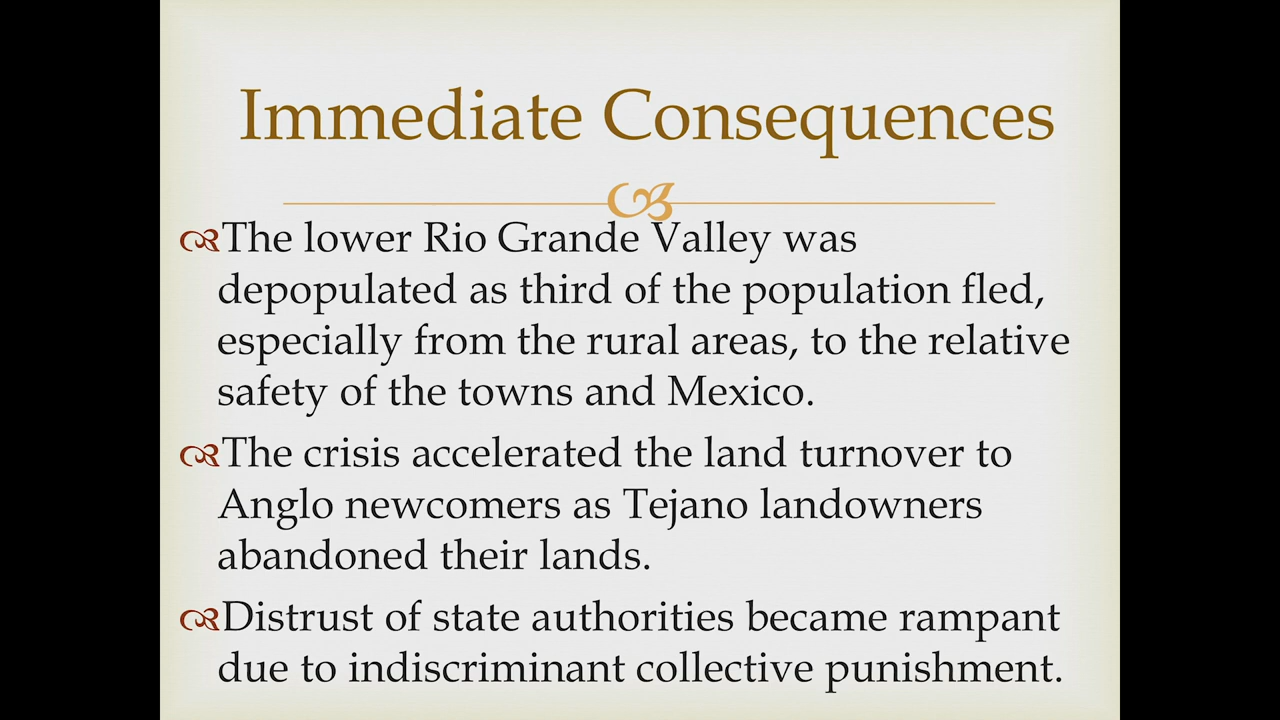 Immediate Consequences
The lower Rio Grande Valley was
depopulated as third of the population fled,
especially from the rural areas, to the relative
safety of the towns and Mexico.
The crisis accelerated the land turnover to
Anglo newcomers as Tejano landowners
abandoned their lands.
Distrust of state authorities became rampant
due to indiscriminant collective punishment.